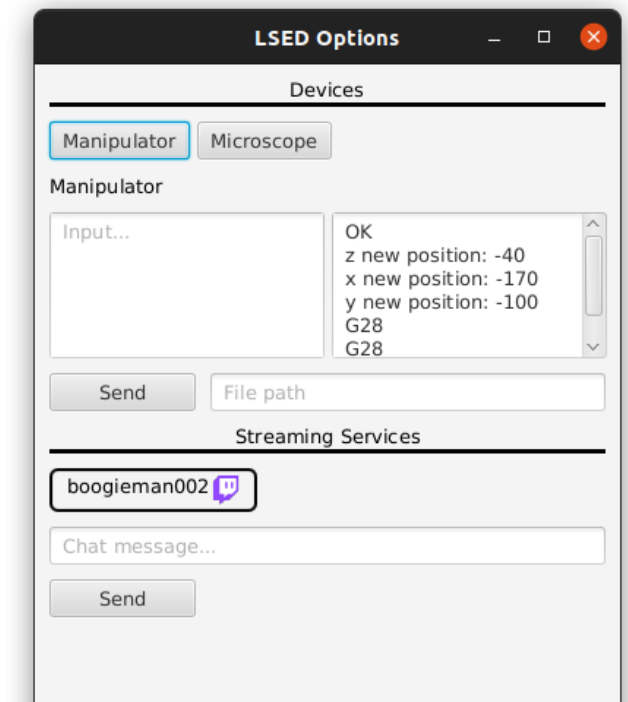 LSED Options
Devices
Manipulator Microscope
Manipulator
Input...
OK
z new position: -40
x new position: -170
y new position: -100
G28
G28
Send File path
Streaming Services
boogieman002
Chat message...
Send